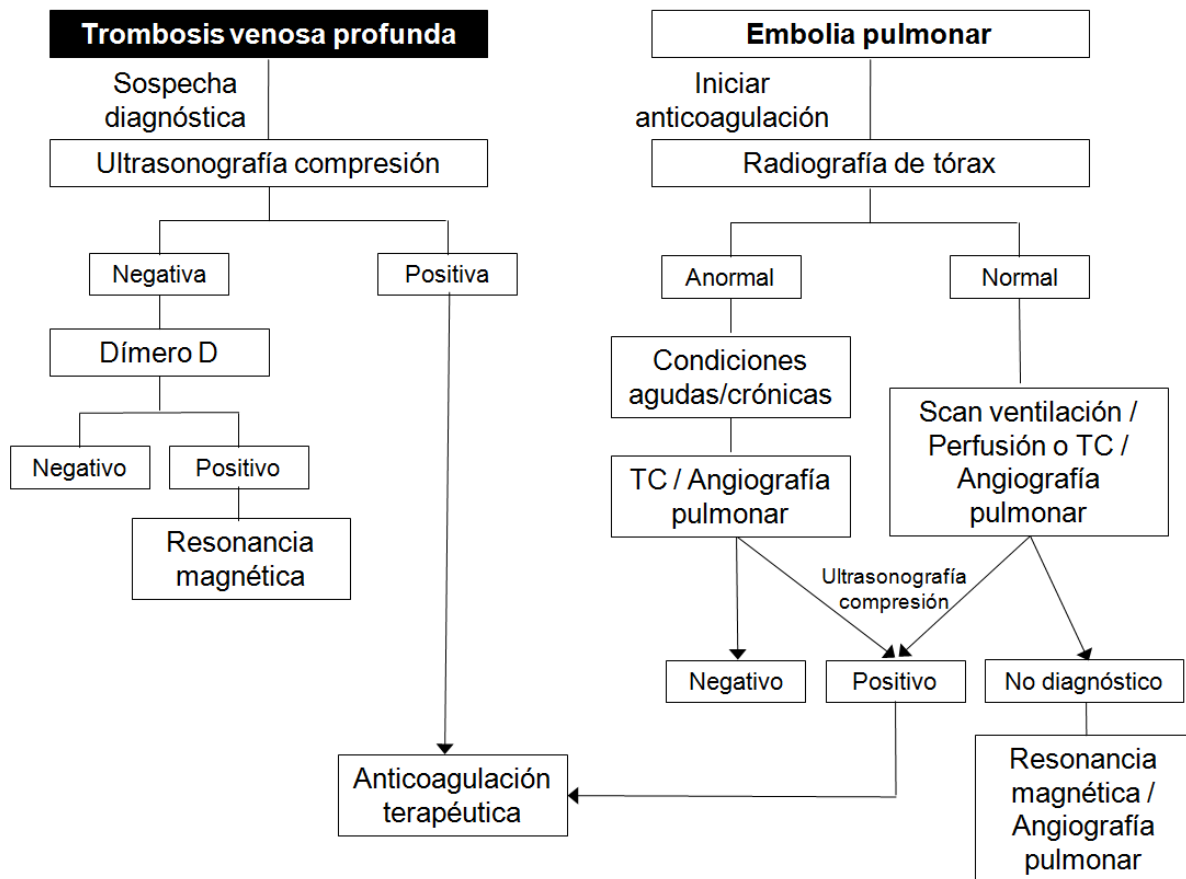 Trombosis venosa profunda
Sospecha
diagnóstica
Ultrasonografía compresión
Negativa
Positiva
Dímero D
Negativo
Positivo
Resonancia
magnética
Embolia pulmonar
Iniciar
anticoagulación
Radiografía de tórax
Anormal
Normal
Condiciones
agudas/crónicas
TC / Angiografía
pulmonar
Scan ventilación /
Perfusión o TC /
Angiografía
pulmonar
Ultrasonografía
compresión
Negativo
Positivo
No diagnóstico
Anticoagulación
terapéutica
Resonancia
magnética /
Angiografía
pulmonar